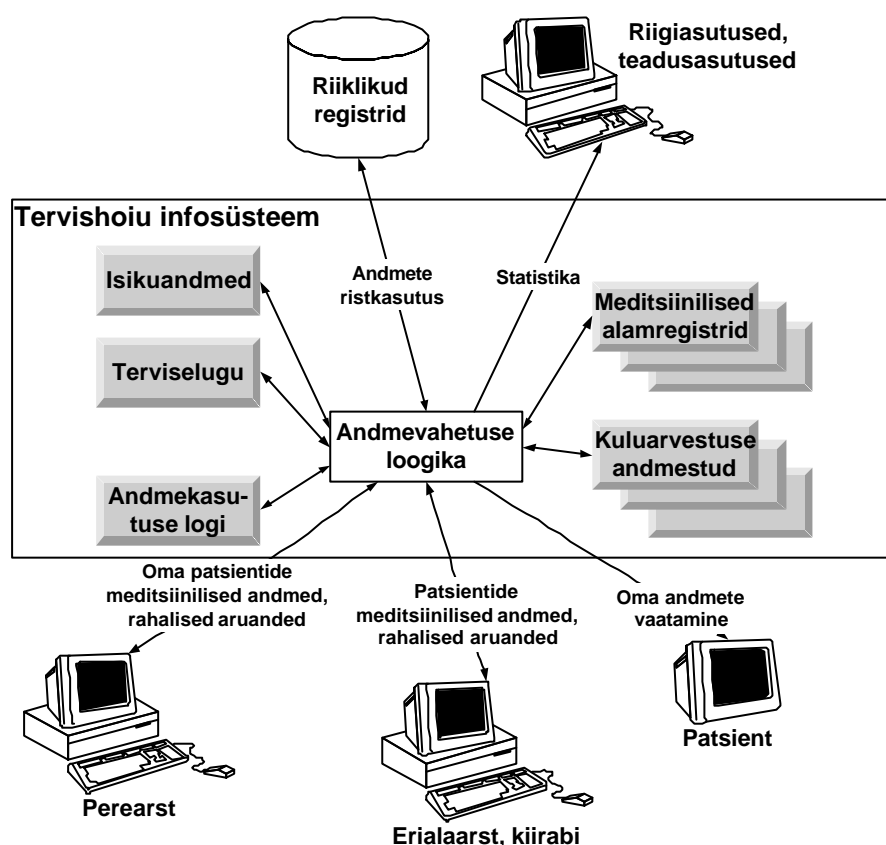 Riigiasutused,
teadusasutused
Riiklikud
registrid
Tervishoiu infosüsteem
Isikuandmed
Andmete
ristkasutus
Statistika
Meditsiinilised
alamregistrid
Terviselugu
Andmevahetuse
loogika
Kuluarvestuse
andmestud
Andmekasu-
tuse logi
Oma patsientide
meditsiinilised andmed,
rahalised aruanded
Patsientide
meditsiinilised andmed,
rahalised aruanded
Oma andmete
vaatamine
Patsient
Perearst
Erialaarst, kiirabi